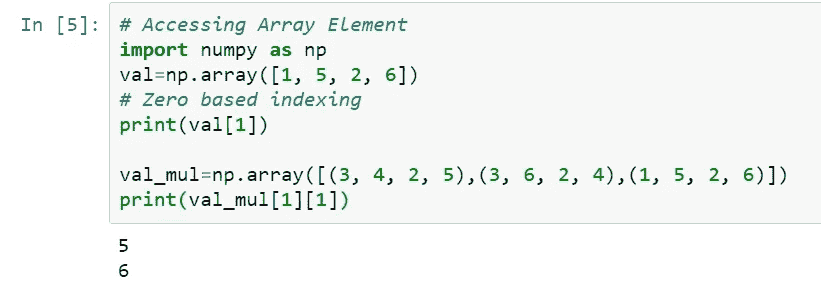 In [5]: # Accessing Array Element
import numpy as np
val=np.array([1, 5, 2, 6])
# Zero based indexing
print(val[1])
val_mul=np.array([(3, 4, 2, 5),(3, 6, 2, 4),(1, 5, 2, 6)])
print(val_mul[1][1])
5
6